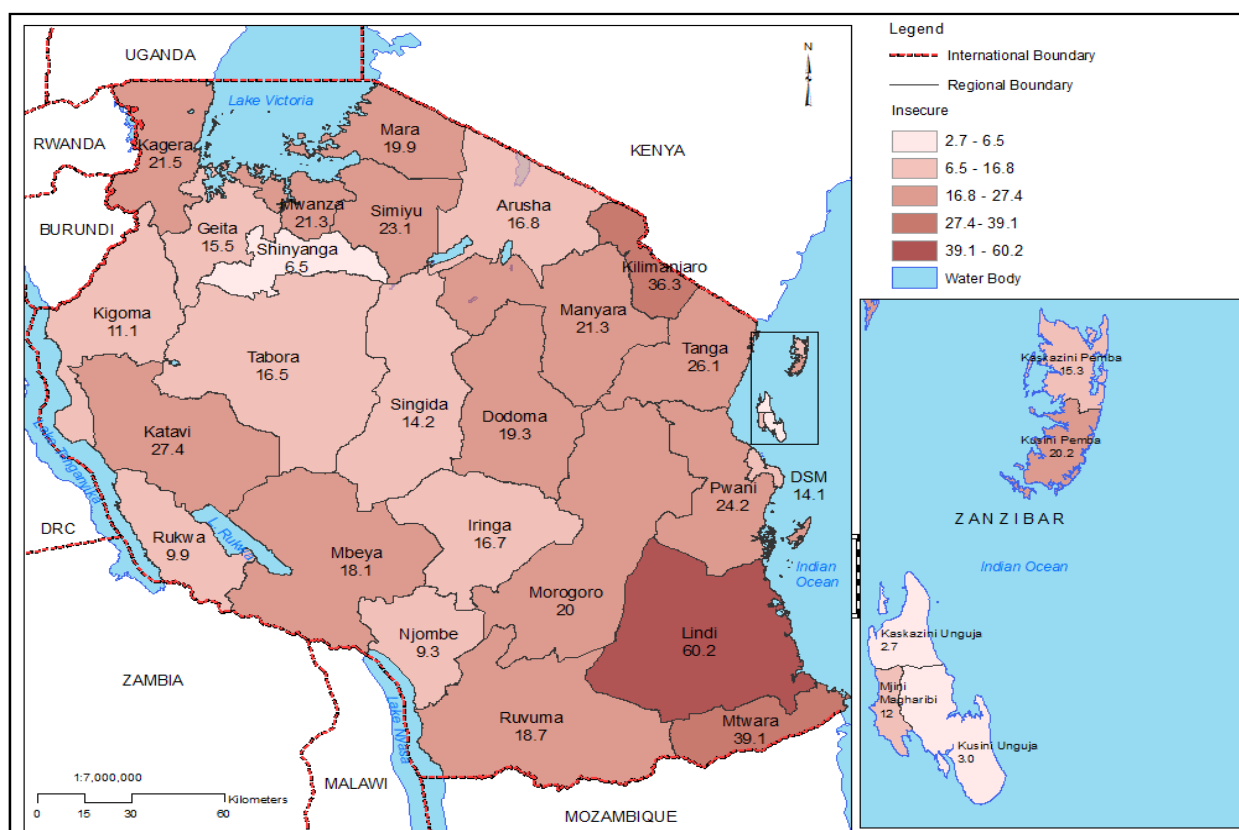 UGANDA
Lake Victoria
N
RWANDA
Kagera
21.5
Mara
19.9
KENYA
BURUNDI
Geita
15.5
Mwanza
21.3
Simiyu
23.1
Arusha
16.8
Shinyanga
6.5
Kilimanjaro
36.3
Kigoma
11.1
Tabora
16.5
Manyara
21.3
Tanga
26.1
Singida
14.2
Dodoma
19.3
Katavi
27.4
Lake Tanganyika
DSM
14.1
Pwani
24.2
DRC
Rukwa
9.9
L. Rukwa
Mbeya
18.1
Iringa
16.7
Indian
Ocean
Morogoro
20
Njombe
9.3
Lindi
60.2
ZAMBIA
Lake Nyasa
Ruvuma
18.7
Mtwara
39.1
MALAWI
MOZAMBIQUE
1:7,000,000
Kilometers
0 15 30 60
Legend
International Boundary
Regional Boundary
Insecure
2.7 - 6.5
6.5 - 16.8
16.8 - 27.4
27.4- 39.1
39.1 - 60.2
Water Body
Kaskazini Pemba
15.3
Kusini Pemba
20.2
ZANZIBAR
Indian Ocean
Kaskazini Unguja
2.7
Mjini
Magharibi
12
Kusini Unguja
3.0